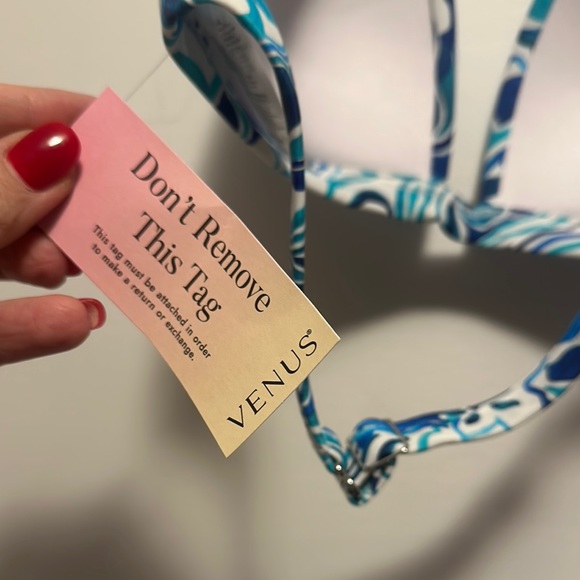 Don't Remove
This Tag
This tag must be attached in order
to make a return or exchange.
VENUS®